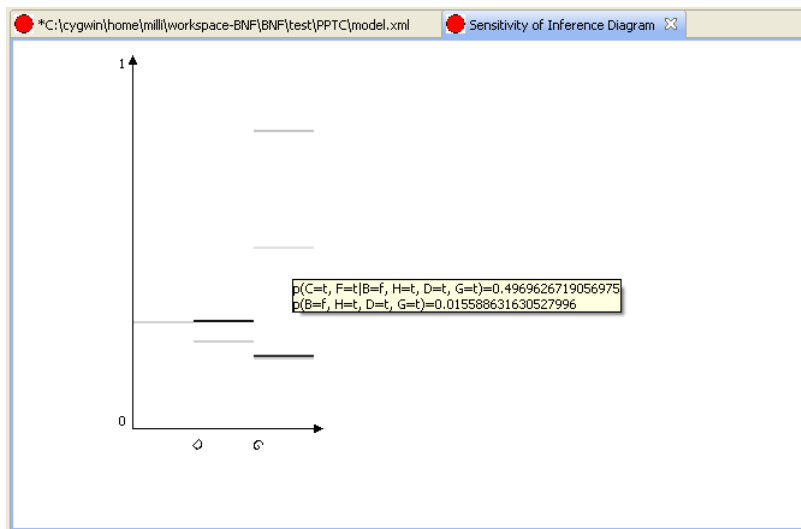 *C:\cygwin\home\milli\workspace-BNF\BNF\test\PPTC\model.xml
Sensitivity of Inference Diagram
1
p(C=t, F=t|B=f, H=t, D=t, G=t)=0.4969626719056975
p(B=f, H=t, D=t, G=t)=0.015588631630527996
0
D G